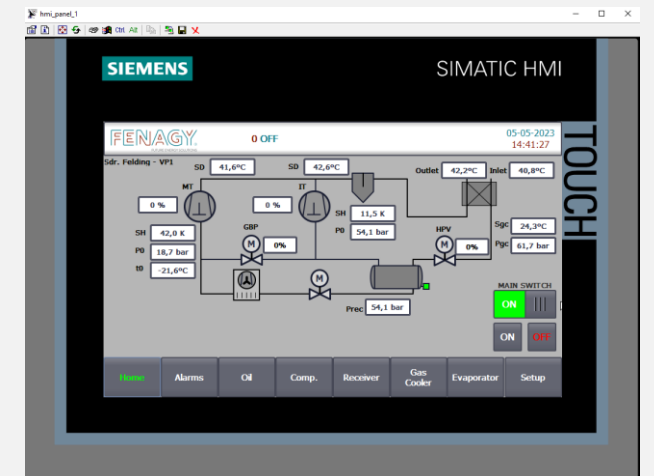 hmi_panel_1
Ctrl Alt
SIEMENS
SIMATIC HMI
TOUCH
FENAGY
0 OFF
05-05-2023
14:41:27
Sdr. Felding - VP1
SD 41,6°C
SD 42,6°C
Outlet 42,2°C Inlet 40,8°C
MT
IT
0 %
0 %
SH 11,5 K
P0 54,1 bar
SH 42,0 K
P0 18,7 bar
t0 -21,6°C
GBP
M 0%
M
HPV
M 0%
Sgc 24,3°C
Pgc 61,7 bar
Prec 54,1 bar
MAIN SWITCH
ON
ON OFF
Home Alarms Oil Comp. Receiver Gas Cooler Evaporator Setup